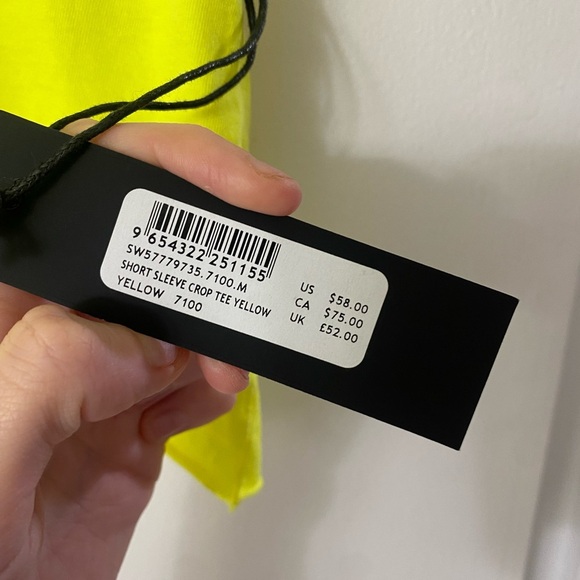 9 654322 251155
SW57779735.7100.M
SHORT SLEEVE CROP TEE YELLOW
YELLOW 7100
US $58.00
CA $75.00
UK £52.00